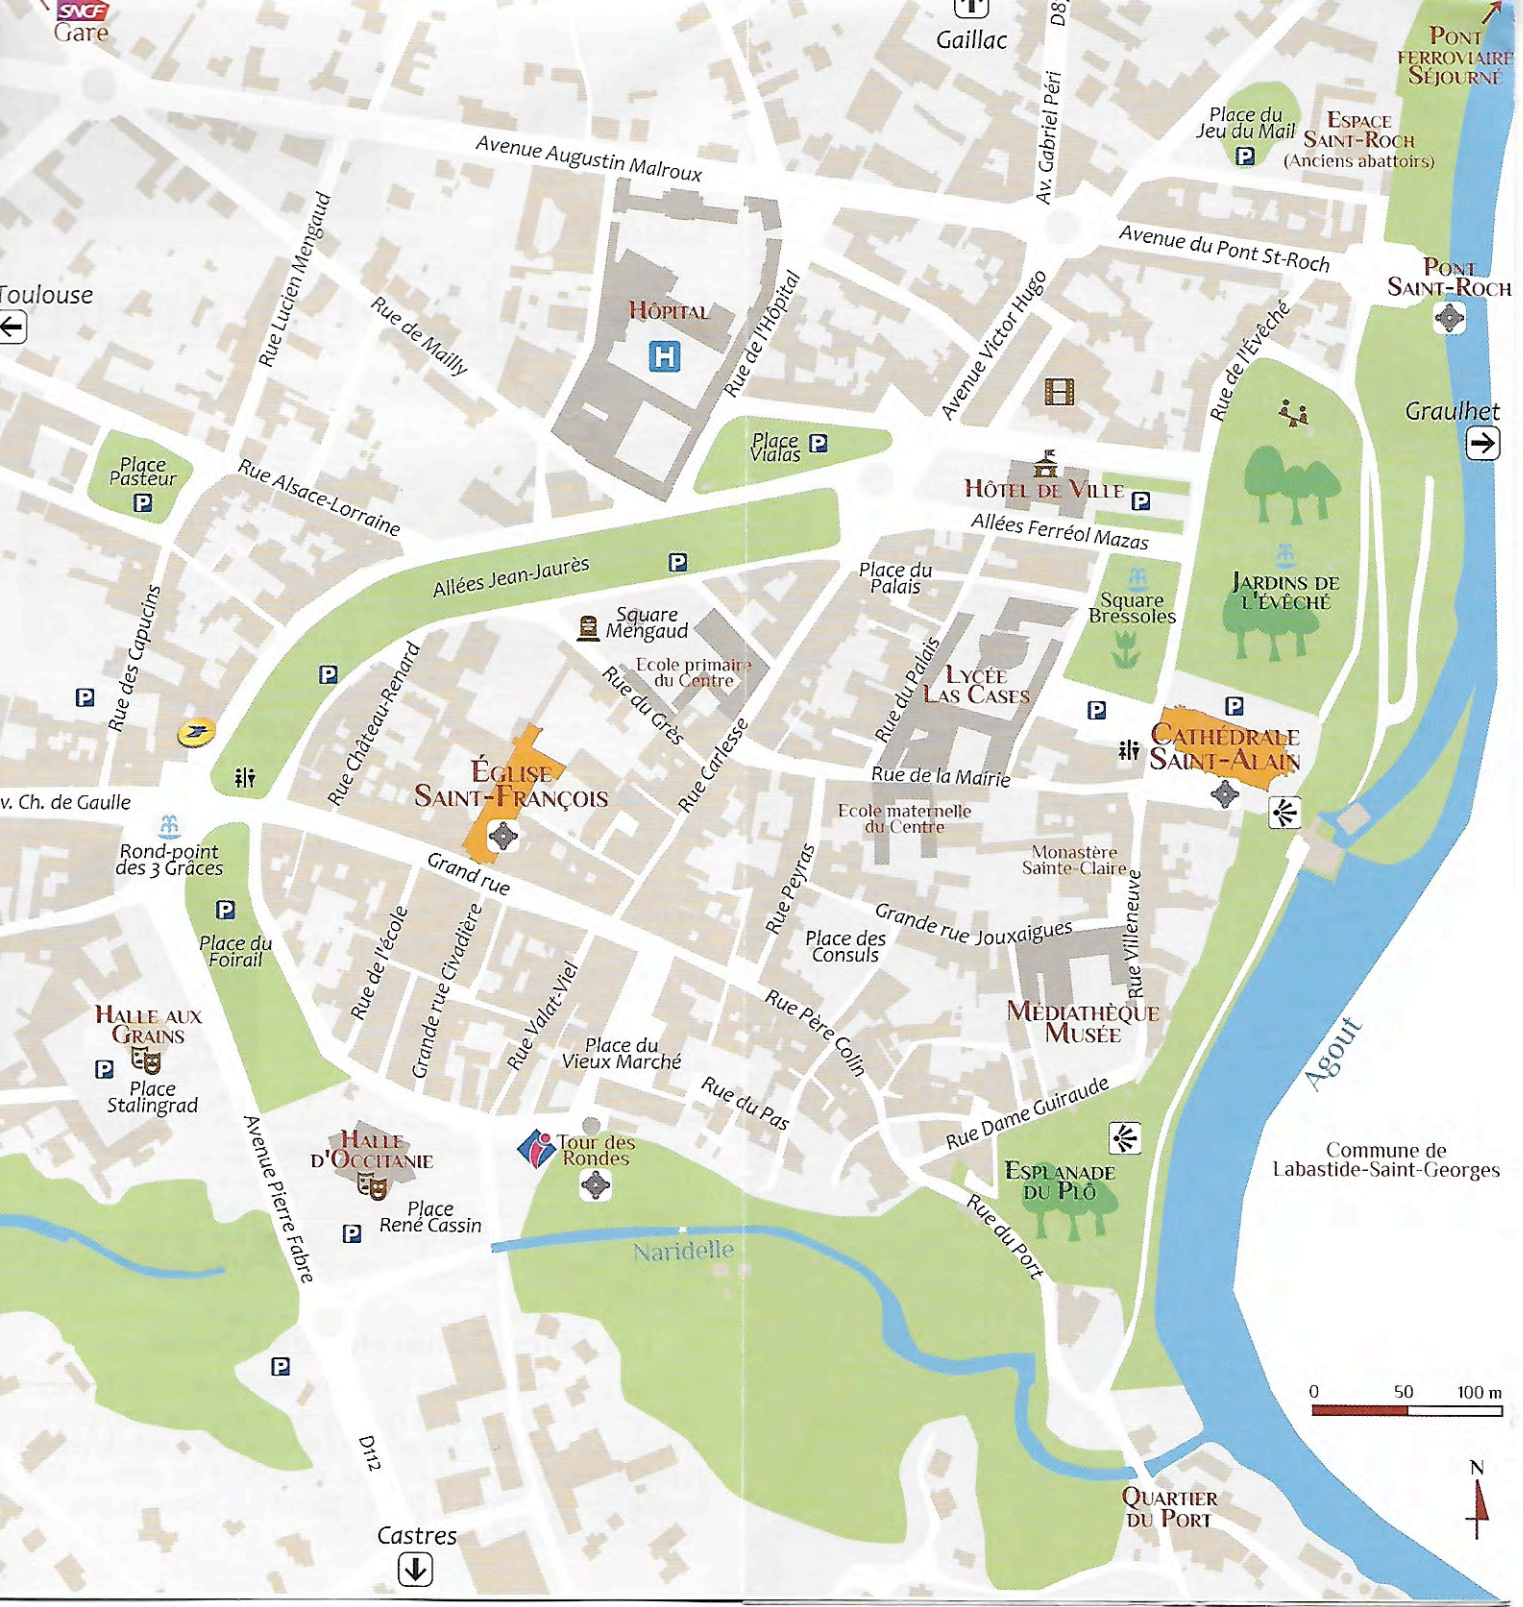 SNCF
Gare
Gaillac
D8
Av. Gabriel Péri
PONT
FERROVIAIRE
SÉJOURNÉ
Place du
Jeu du Mail
P
ESPACE
SAINT-ROCH
(Anciens abattoirs)
Avenue Augustin Malroux
Avenue du Pont St-Roch
PONT
SAINT-ROCH
Toulouse
Rue Lucien Mengaud
Rue de Mailly
HÔPITAL
H
Rue de l'Hôpital
Avenue Victor Hugo
Rue de l'Évêché
Graulhet
Place
Pasteur
P
Rue Alsace-Lorraine
Place
Vialas
P
HÔTEL DE VILLE
P
Allées Ferréol Mazas
Allées Jean-Jaurès
P
Place du
Palais
Square
Bressoles
JARDINS DE
L'ÉVÊCHÉ
Rue des Capucins
P
P
Square
Mengaud
Ecole primaire
du Centre
Rue du Grès
Rue Château-Renard
Rue Carlesse
Rue du Palais
LYCÉE
LAS CASES
P
P
CATHÉDRALE
SAINT-ALAIN
ÉGLISE
SAINT-FRANÇOIS
Rue de la Mairie
v. Ch. de Gaulle
Ecole maternelle
du Centre
Rond-point
des 3 Grâces
Grand rue
Monastère
Sainte-Claire
Rue Peyras
Rue Villeneuve
P
Place du
Foirail
Rue de l'école
Grande rue Civadière
Rue Valat-Viel
Grande rue Jouxaigues
Place des
Consuls
Rue Père Colin
MÉDIATHÈQUE
MUSÉE
HALLE AUX
GRAINS
P
Place
Stalingrad
Place du
Vieux Marché
Rue du Pas
Agout
Rue Dame Guiraude
Avenue Pierre Fabre
HALLE
D'OCCITANIE
Tour des
Rondes
ESPLANADE
DU PLÔ
Commune de
Labastide-Saint-Georges
Place
René Cassin
P
Rue du Port
Naridelle
P
0 50 100 m
D112
N
QUARTIER
DU PORT
Castres